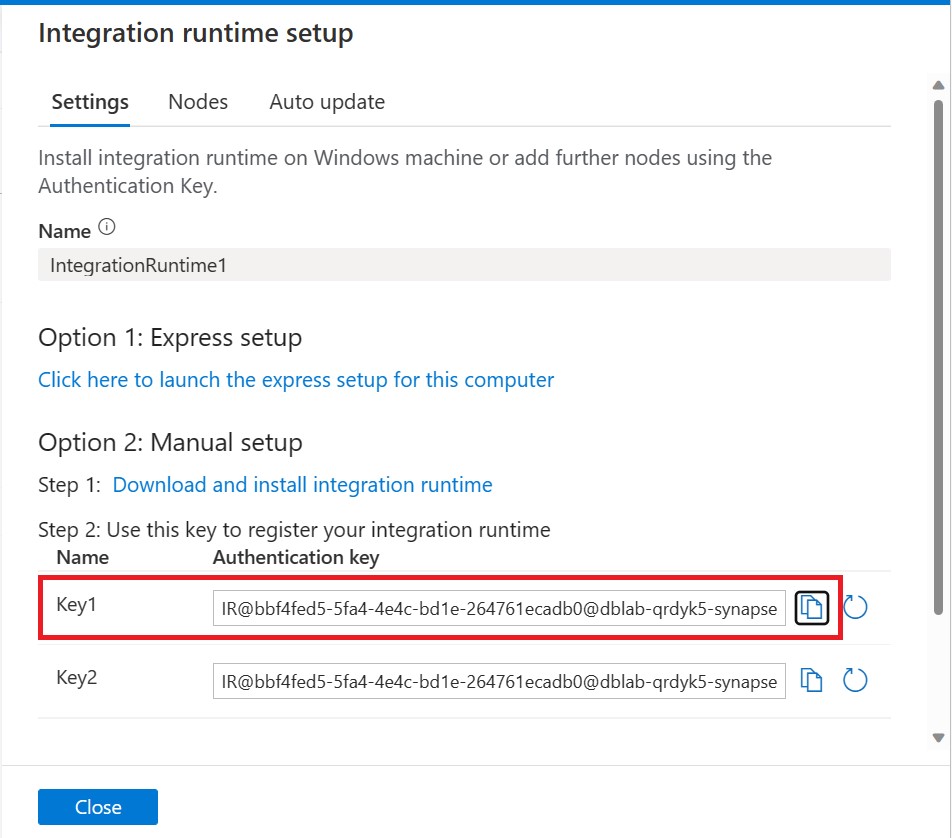 Integration runtime setup
Settings Nodes Auto update
Install integration runtime on Windows machine or add further nodes using the
Authentication Key.
Name
IntegrationRuntime1
Option 1: Express setup
Click here to launch the express setup for this computer
Option 2: Manual setup
Step 1: Download and install integration runtime
Step 2: Use this key to register your integration runtime
Name Authentication key
Key1 IR@bbf4fed5-5fa4-4e4c-bd1e-264761ecadb0@dblab-qrdyk5-synapse
Key2 IR@bbf4fed5-5fa4-4e4c-bd1e-264761ecadb0@dblab-qrdyk5-synapse
Close